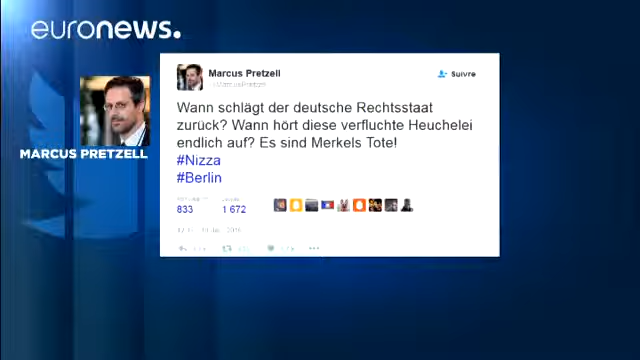 euronews.
Marcus Pretzell
Suivre
Wann schlägt der deutsche Rechtsstaat
zurück? Wann hört diese verfluchte Heuchelei
endlich auf? Es sind Merkels Tote!
#Nizza
#Berlin
833 1 672
MARCUS PRETZELL